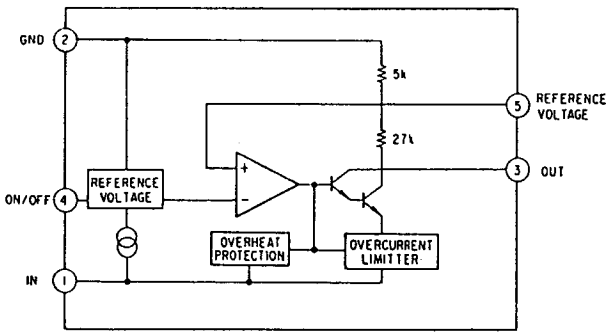 GND 2
5k
5 REFERENCE
VOLTAGE
27k
3 OUT
+
REFERENCE
VOLTAGE
ON/OFF 4
-
OVERHEAT
PROTECTION
OVERCURRENT
LIMITTER
IN 1